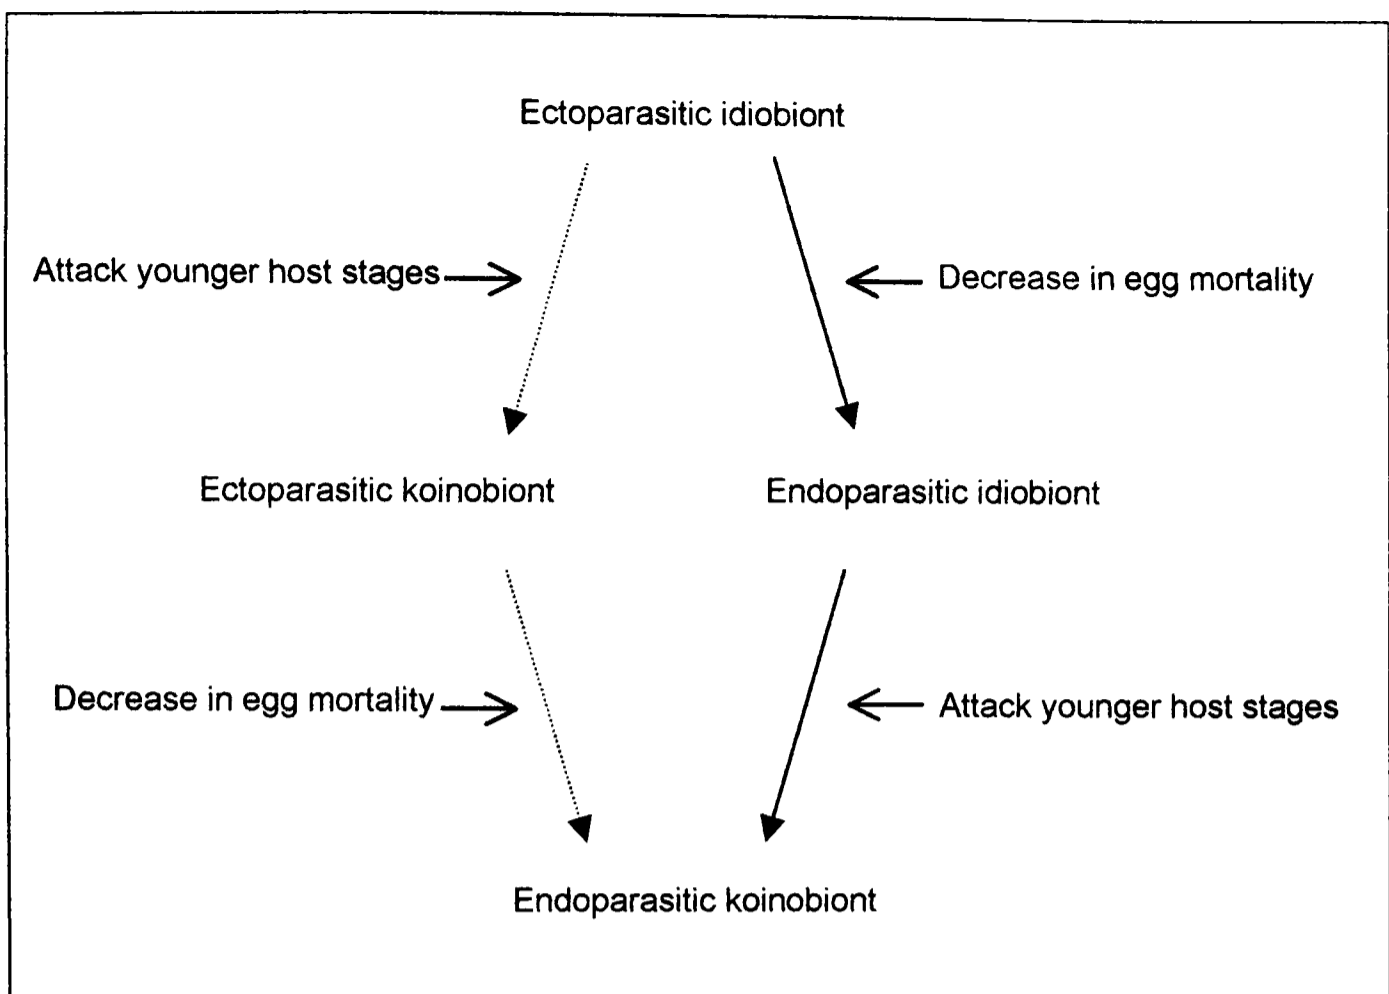 Ectoparasitic idiobiont
Attack younger host stages
Decrease in egg mortality
Ectoparasitic koinobiont
Endoparasitic idiobiont
Decrease in egg mortality
Attack younger host stages
Endoparasitic koinobiont